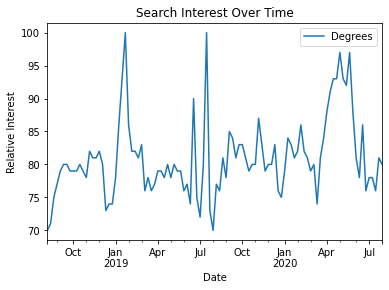 Search Interest Over Time
Degrees
Relative Interest
100
95
90
85
80
75
70
Oct Jan Apr Jul Oct Jan Apr Jul
2019 2020
Date